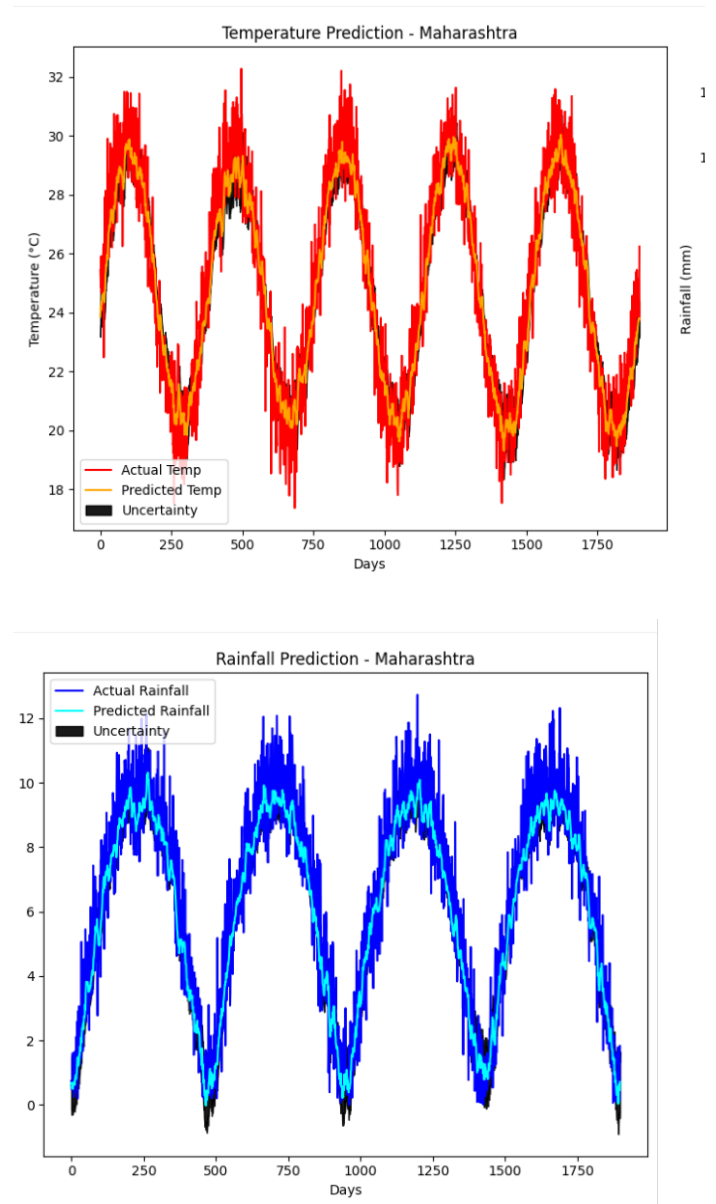 Temperature Prediction - Maharashtra
Temperature (°C)
32
30
28
26
24
22
20
18
Actual Temp
Predicted Temp
Uncertainty
0 250 500 750 1000 1250 1500 1750
Days
1
1
Rainfall (mm)
Rainfall Prediction - Maharashtra
12
10
8
6
4
2
0
Actual Rainfall
Predicted Rainfall
Uncertainty
0 250 500 750 1000 1250 1500 1750
Days